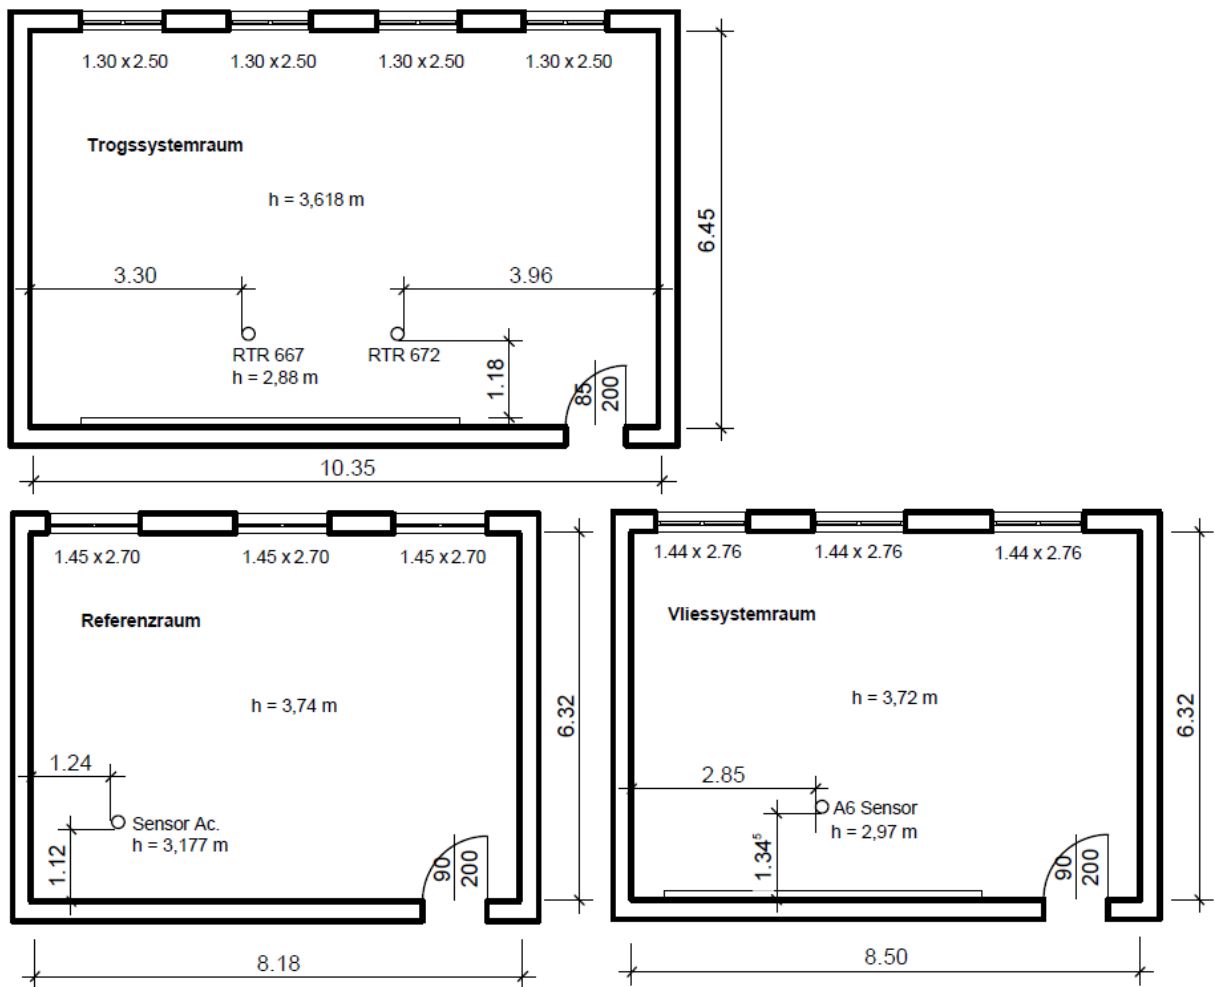 1.30 x 2.50
1.30 x 2.50
1.30 x 2.50
1.30 x 2.50
Trogssystemraum
h = 3,618 m
6.45
3.30
3.96
RTR 667
h = 2,88 m
RTR 672
1.18
85
200
10.35
1.45 x 2.70
1.45 x 2.70
1.45 x 2.70
Referenzraum
h = 3,74 m
6.32
1.24
Sensor Ac.
h = 3,177 m
1.12
90
200
8.18
1.44 x 2.76
1.44 x 2.76
1.44 x 2.76
Vliessystemraum
h = 3,72 m
6.32
2.85
A6 Sensor
h = 2,97 m
1.34⁵
90
200
8.50